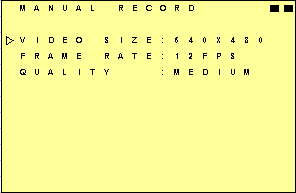 MANUAL RECORD
VIDEO SIZE:640X480
FRAME RATE:12FPS
QUALITY :MEDIUM